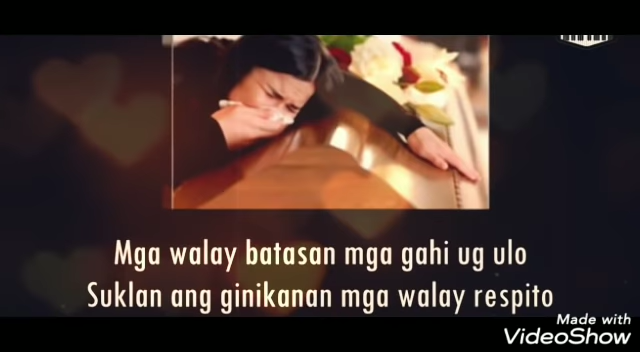 Mga walay batasan mga gahi ug ulo
Suklan ang ginikanan mga walay respito
Made with
VideoShow